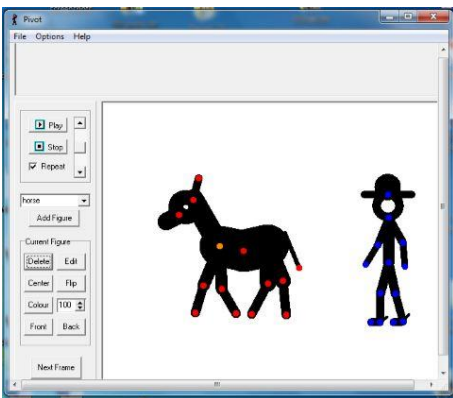 Pivot
File Options Help
Play
Stop
Repeat
horse
Add Figure
Current Figure
Delete Edit
Center Flip
Colour 100
Front Back
Next Frame